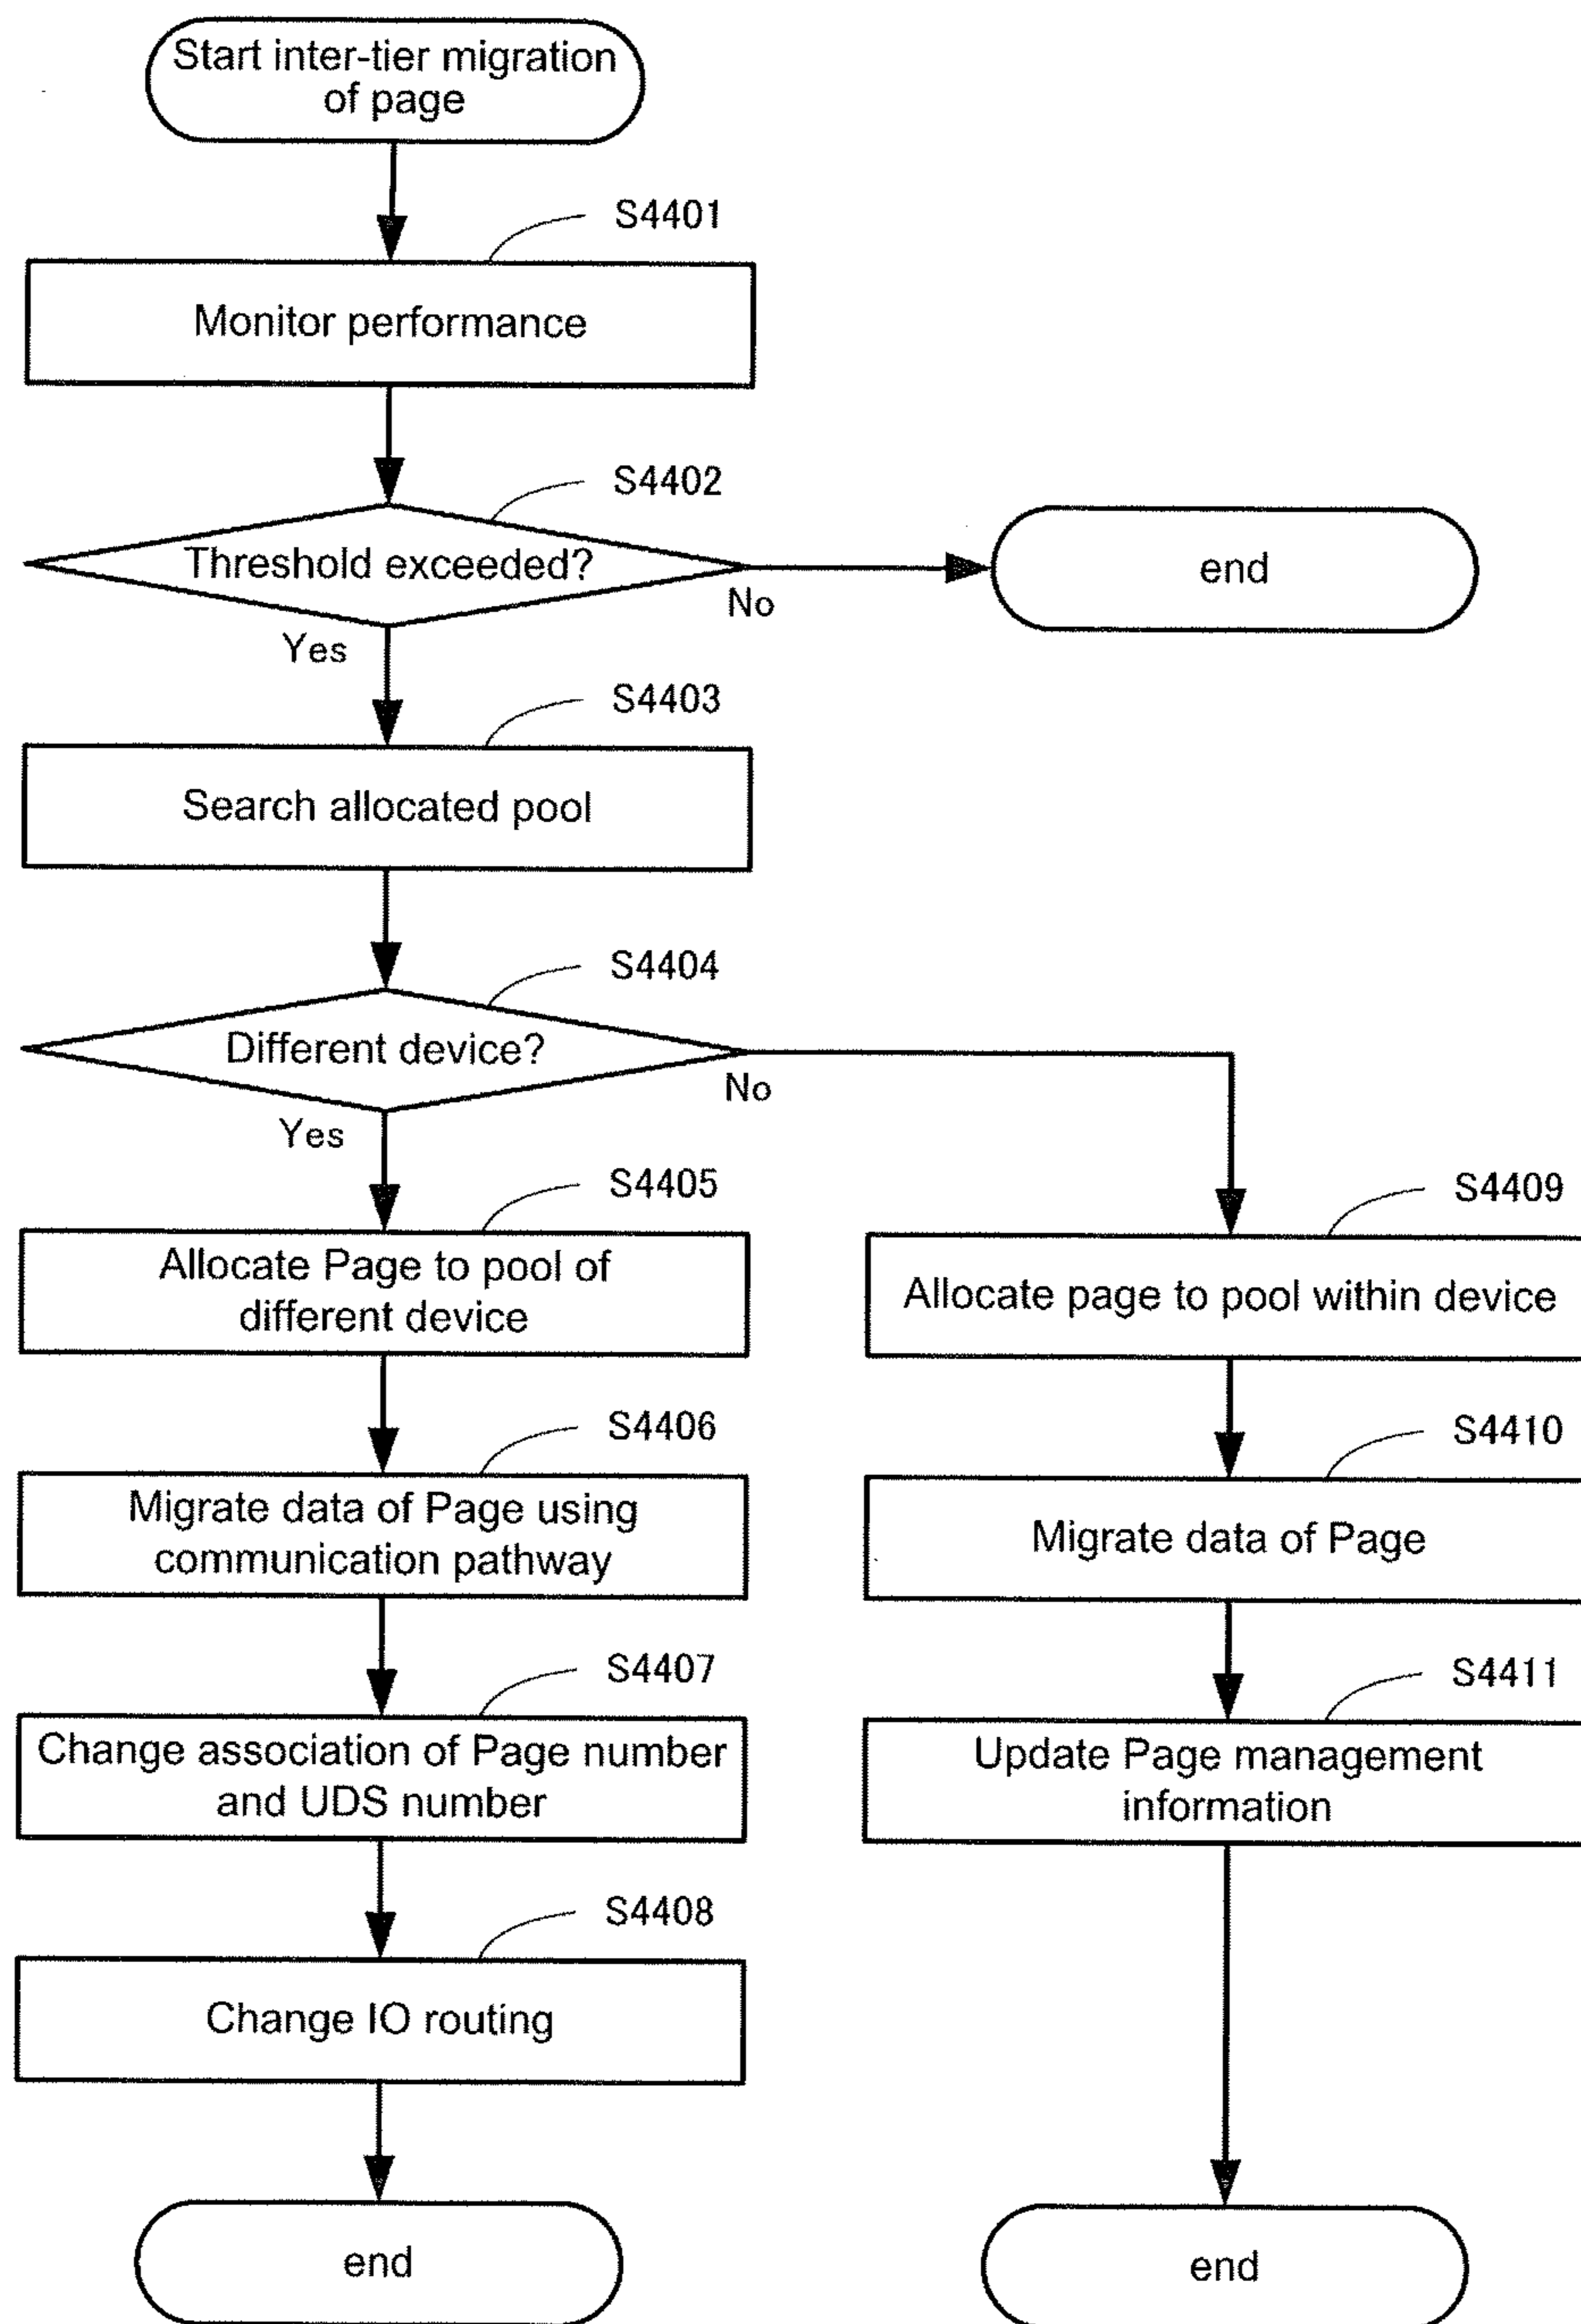 Start inter-tier migration
of page
S4401
Monitor performance
S4402
Threshold exceeded?
end
No
Yes
S4403
Search allocated pool
S4404
Different device?
No
Yes
S4405
Allocate Page to pool of
different device
S4409
Allocate page to pool within device
S4406
Migrate data of Page using
communication pathway
S4410
Migrate data of Page
S4407
Change association of Page number
and UDS number
S4411
Update Page management
information
S4408
Change IO routing
end
end